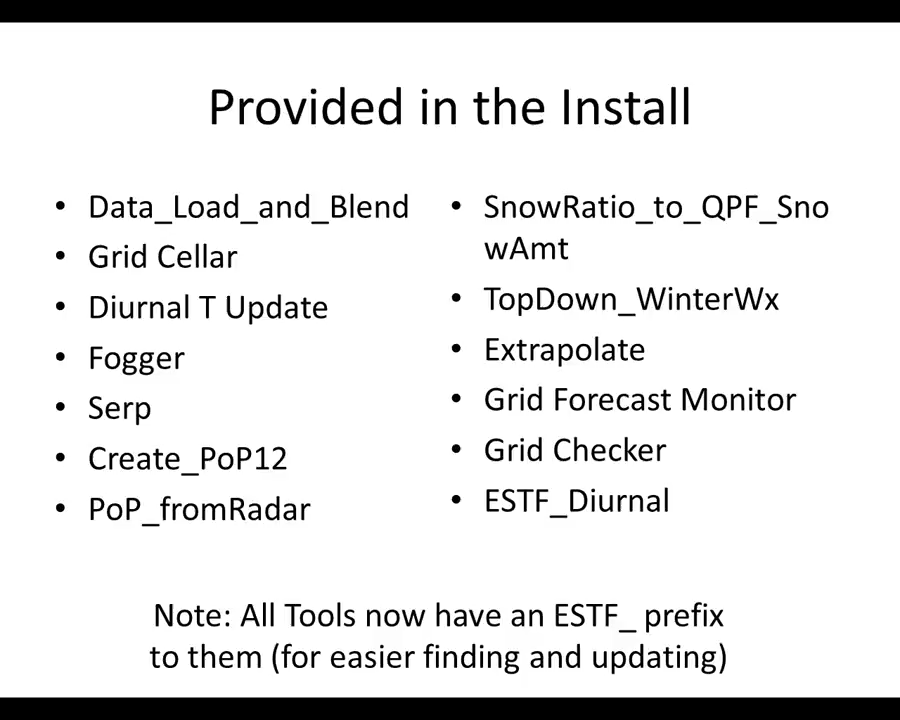 Provided in the Install
• Data_Load_and_Blend
• Grid Cellar
• Diurnal T Update
• Fogger
• Serp
• Create_PoP12
• PoP_fromRadar
• SnowRatio_to_QPF_Sno
wAmt
• TopDown_WinterWx
• Extrapolate
• Grid Forecast Monitor
• Grid Checker
• ESTF_Diurnal
Note: All Tools now have an ESTF_ prefix
to them (for easier finding and updating)